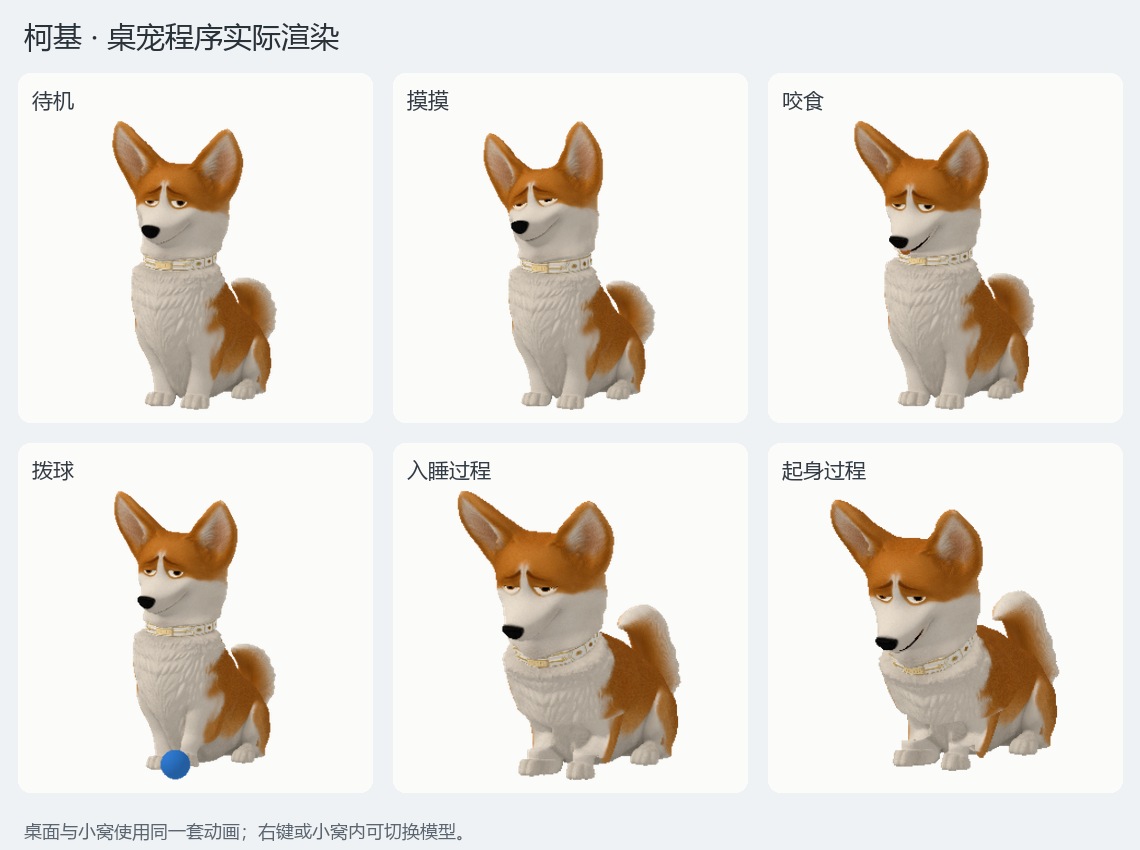 柯基 · 桌宠程序实际渲染
待机
摸摸
咬食
拨球
入睡过程
起身过程
桌面与小窝使用同一套动画；右键或小窝内可切换模型。